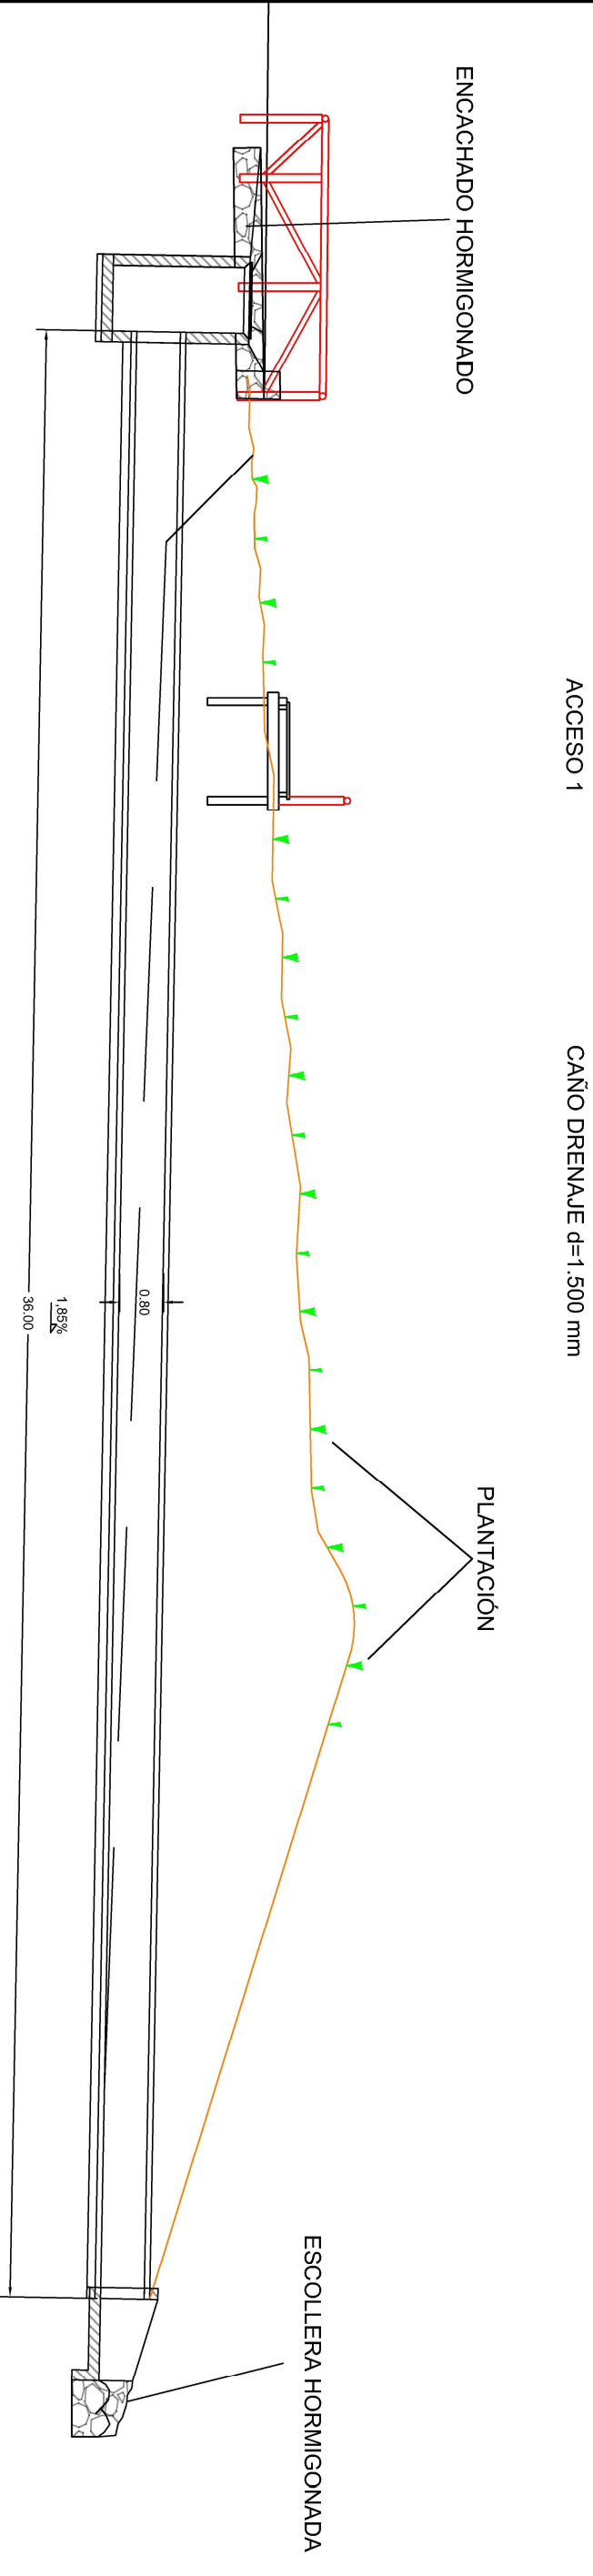 ACCESO 1
CAÑO DRENAJE d=1.500 mm
ENCACHADO HORMIGONADO
PLANTACIÓN
ESCOLLERA HORMIGONADA
0.80
1,85%
36.00